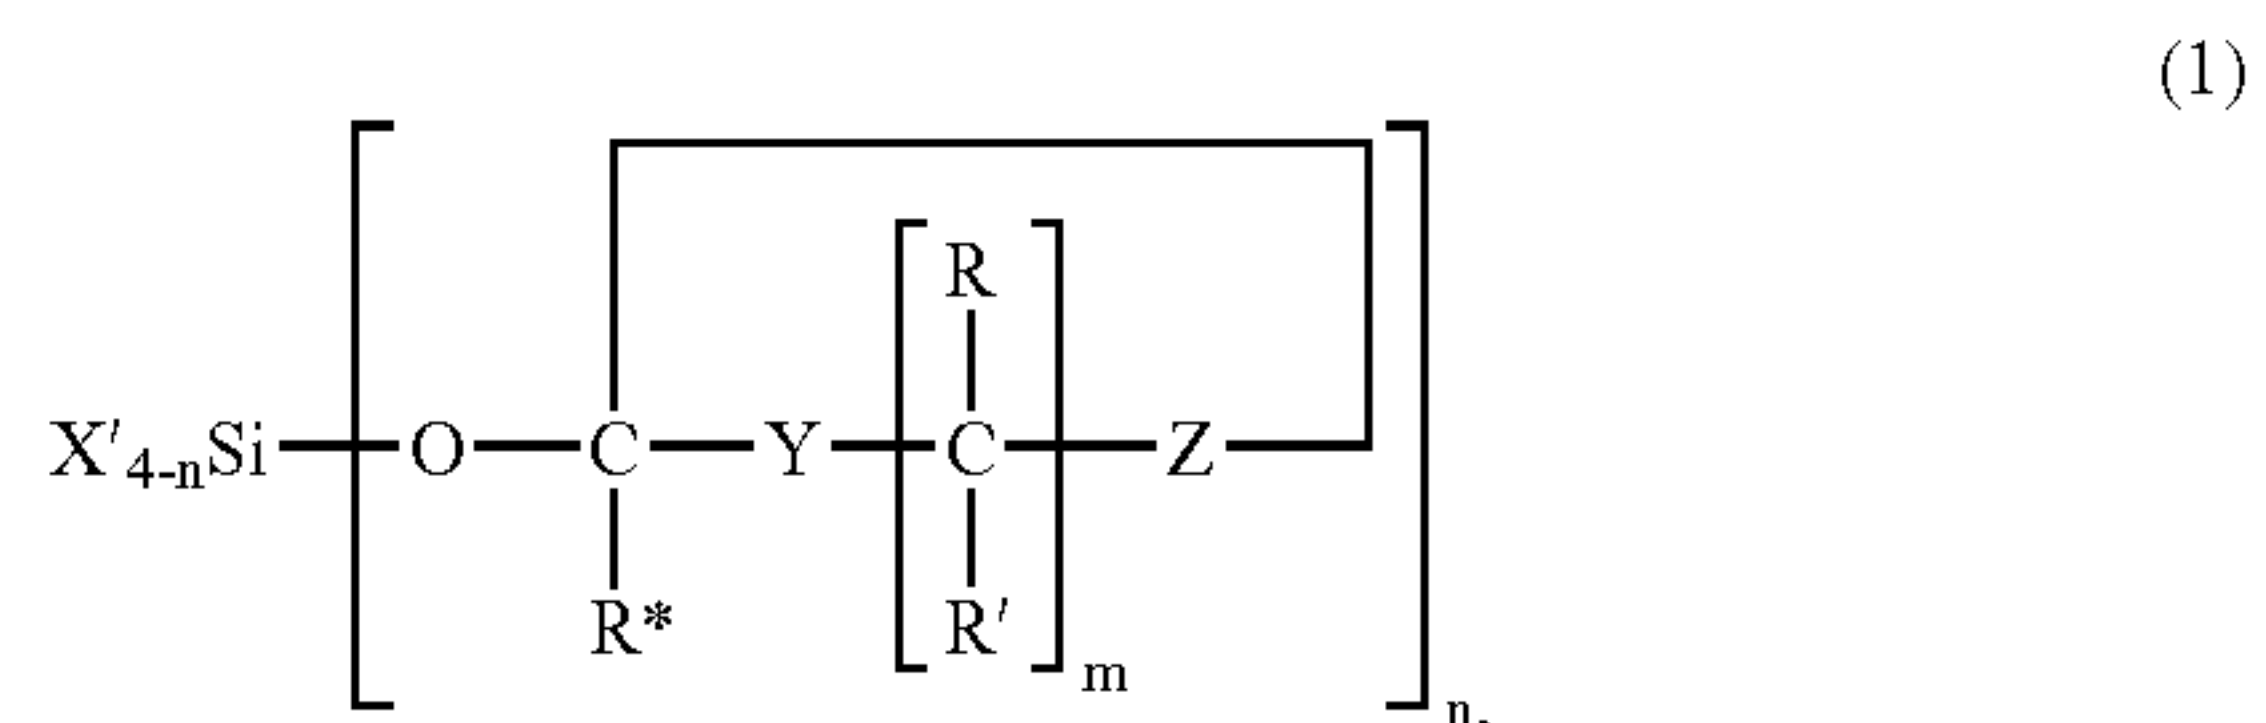 (1)
R
X′4-nSi O C Y C Z
R* R′
m
n,